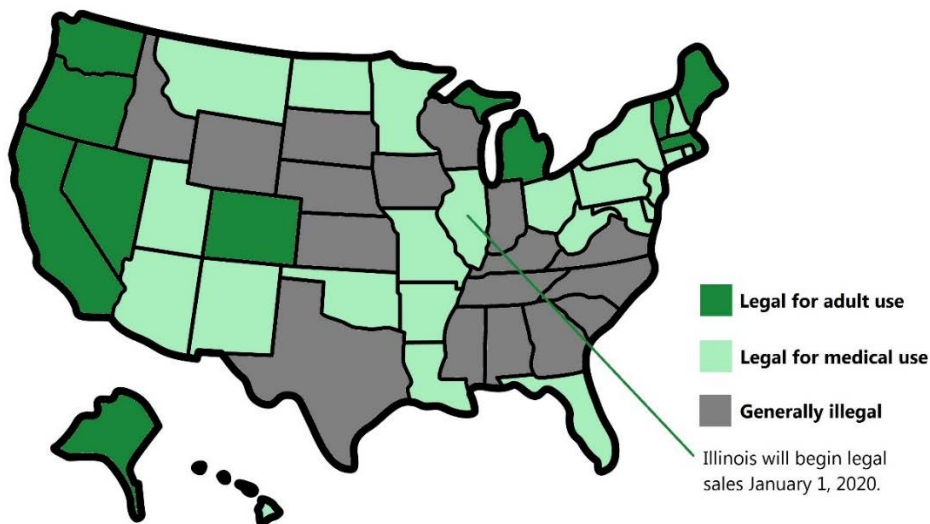 Legal for adult use
Legal for medical use
Generally illegal
Illinois will begin legal
sales January 1, 2020.